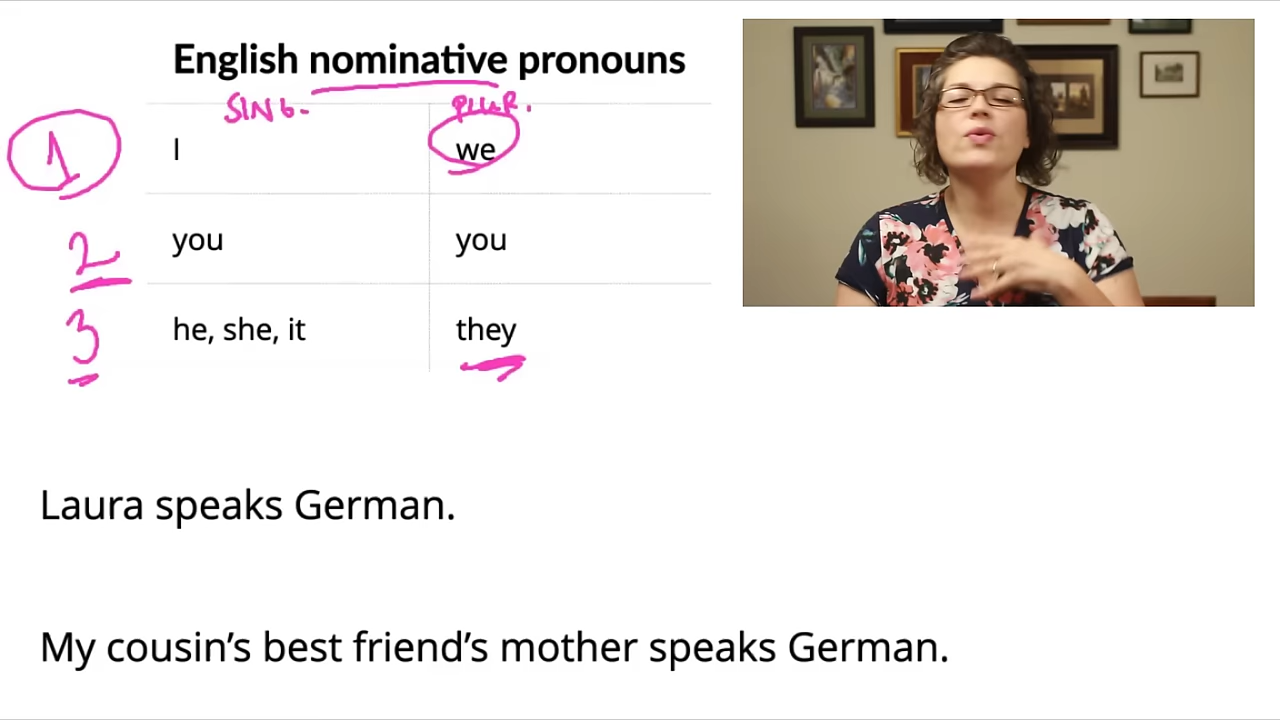 English nominative pronouns
SING. PLUR.
1 I we
2 you you
3 he, she, it they
Laura speaks German.
My cousin’s best friend’s mother speaks German.